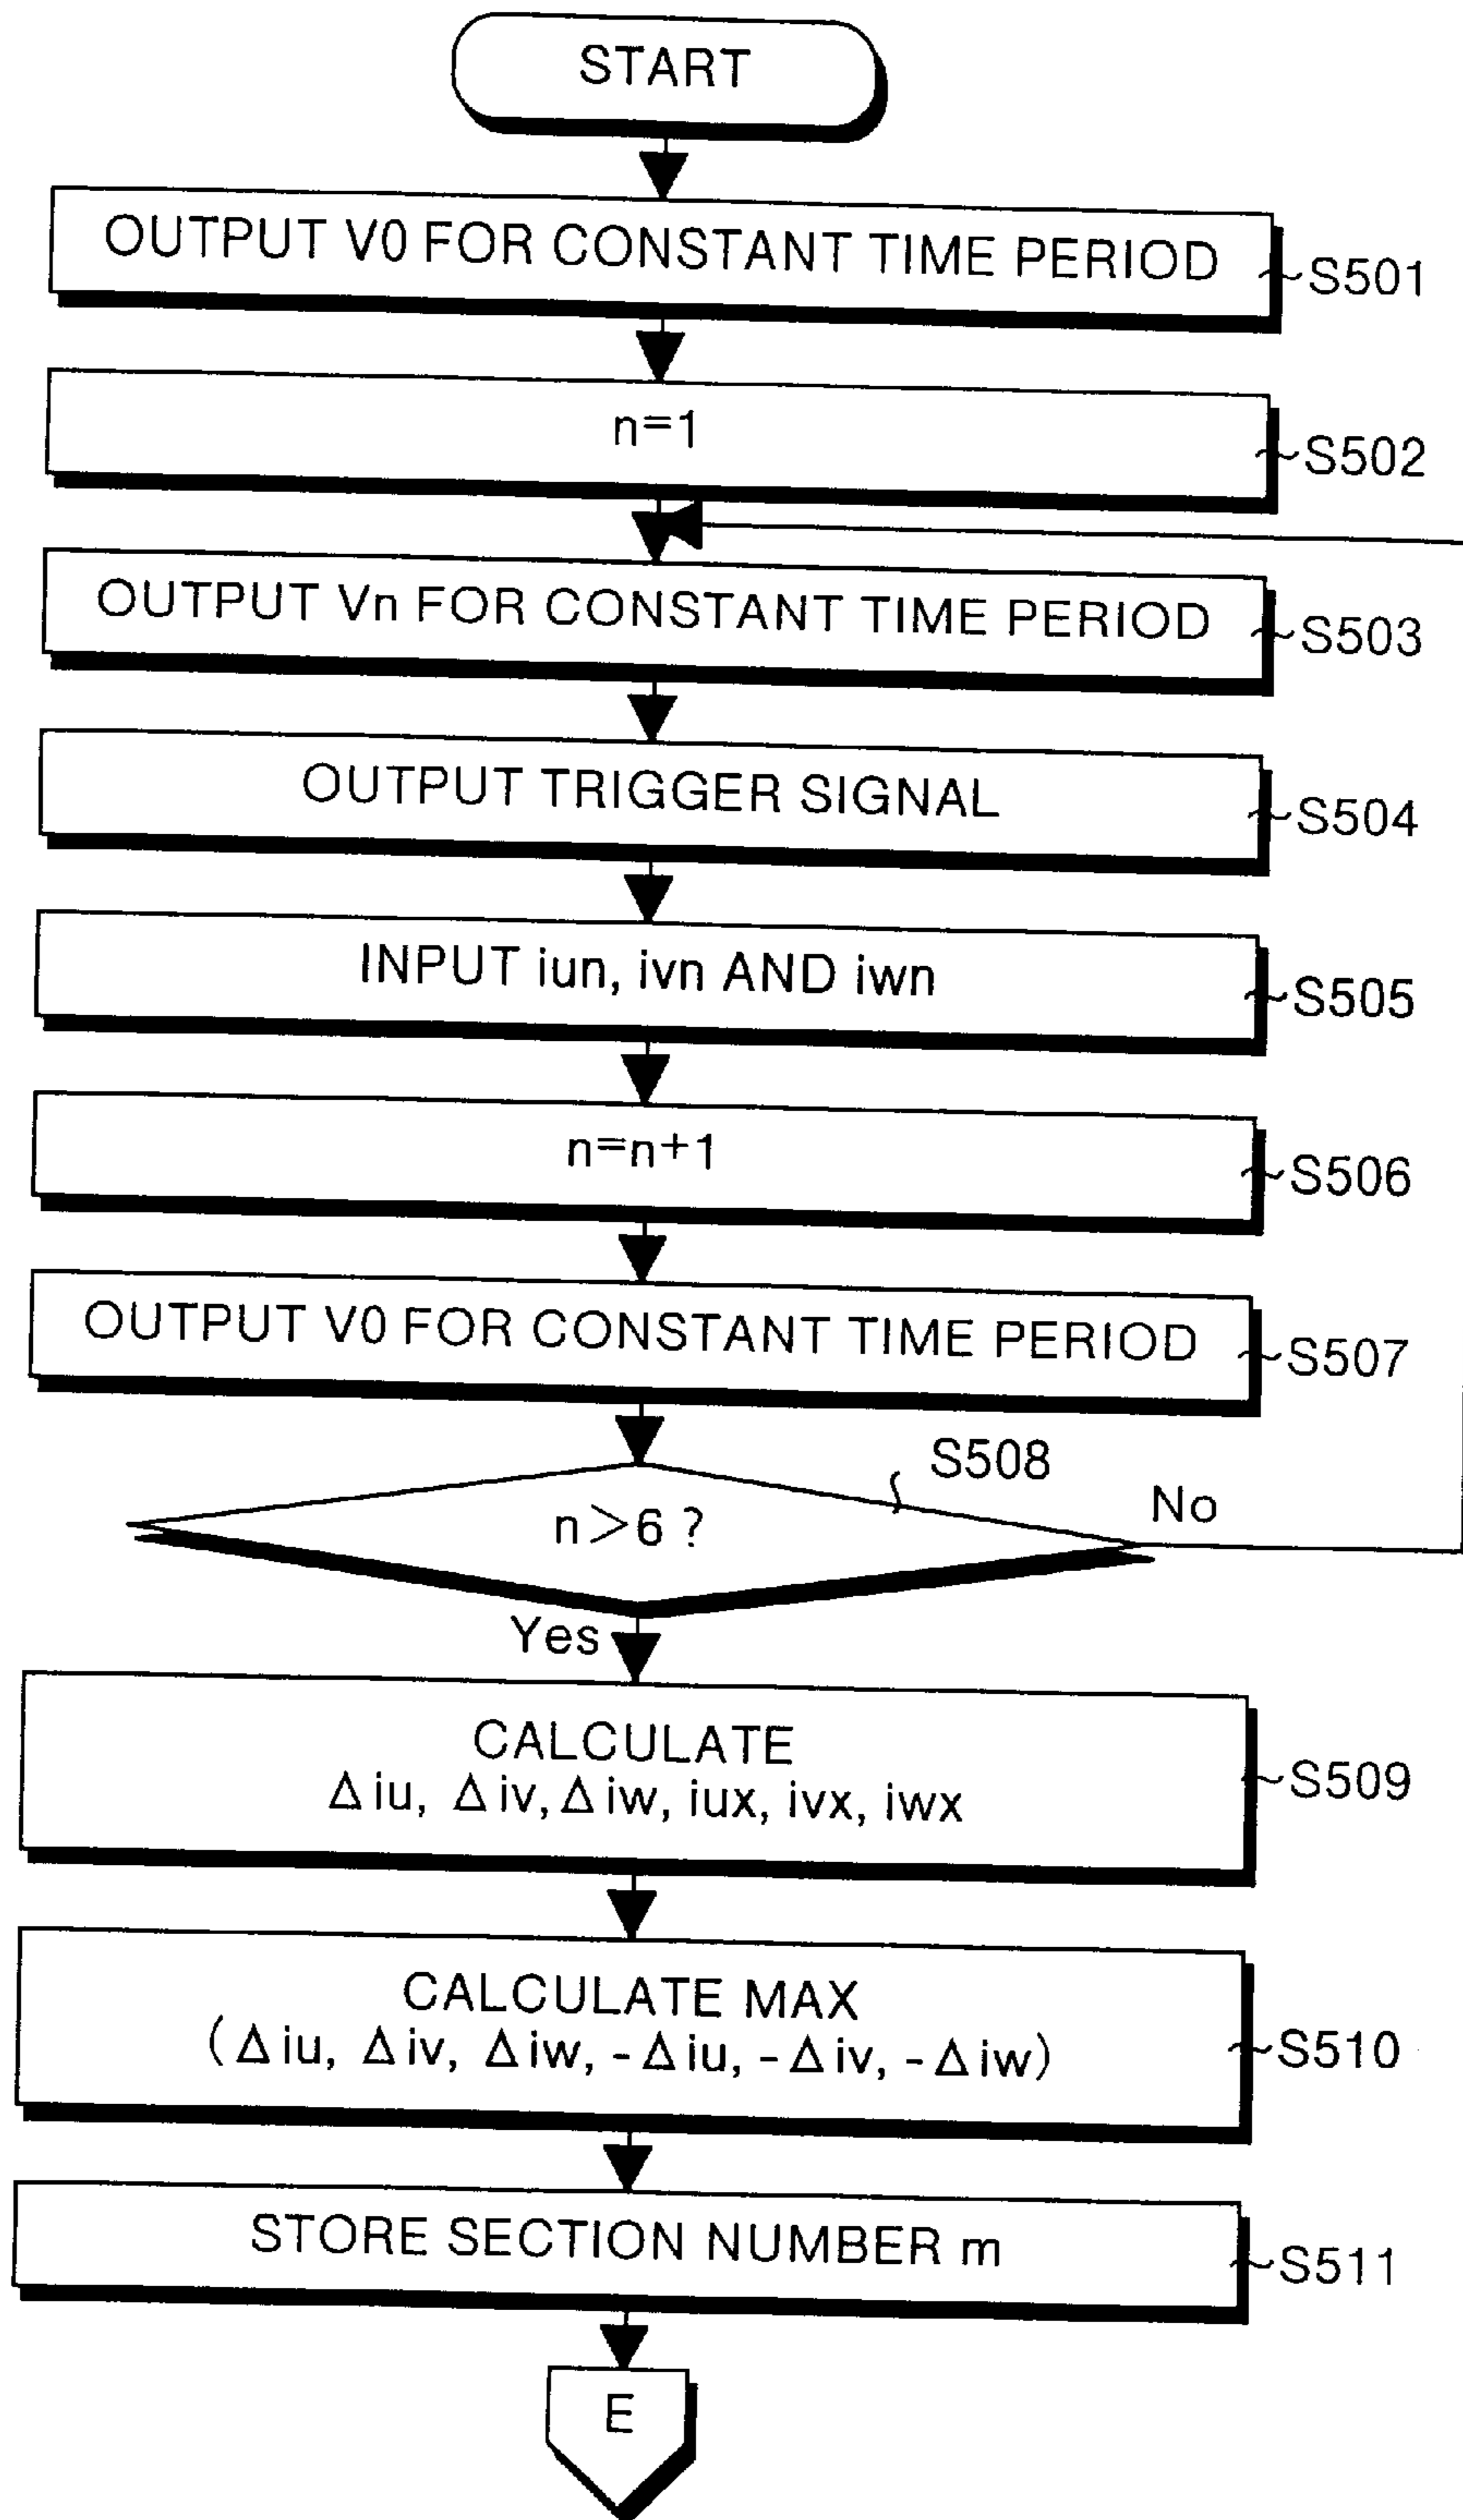 START
OUTPUT V0 FOR CONSTANT TIME PERIOD
S501
n=1
S502
OUTPUT Vn FOR CONSTANT TIME PERIOD
S503
OUTPUT TRIGGER SIGNAL
S504
INPUT iun, ivn AND iwn
S505
n=n+1
S506
OUTPUT V0 FOR CONSTANT TIME PERIOD
S507
S508
n>6 ?
No
Yes
CALCULATE
Δiu, Δiv, Δiw, iux, ivx, iwx
S509
CALCULATE MAX
(Δiu, Δiv, Δiw, -Δiu, -Δiv, -Δiw)
S510
STORE SECTION NUMBER m
S511
E